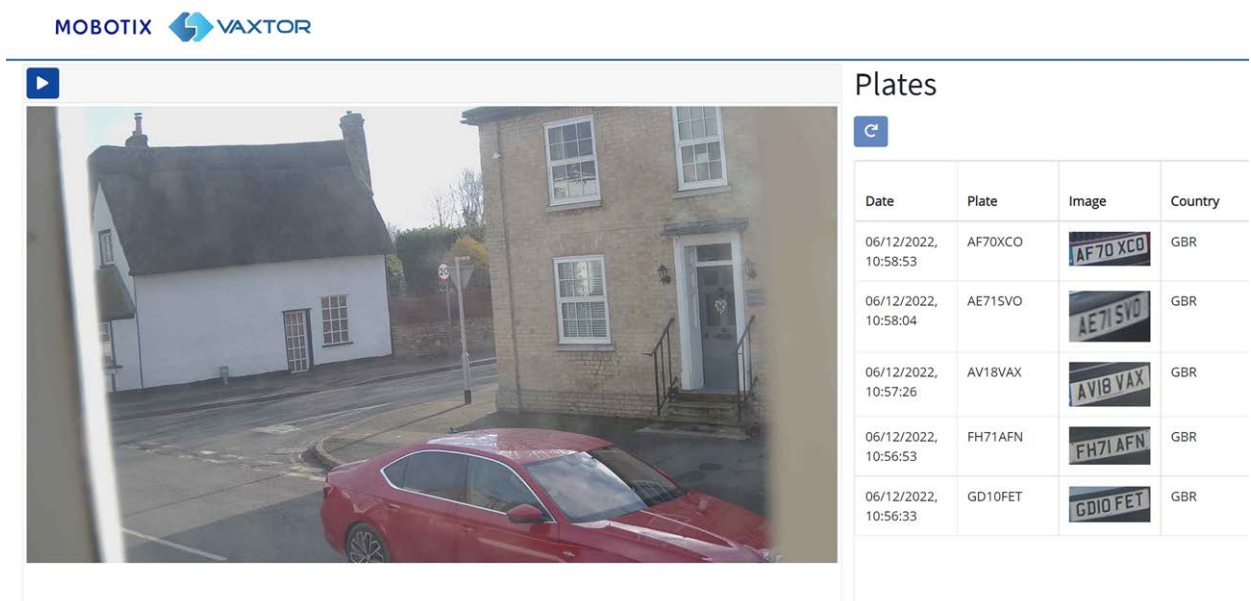 MOBOTIX VAXTOR
Plates
Date Plate Image Country
06/12/2022, 10:58:53 AF70XCO AF70 XCO GBR
06/12/2022, 10:58:04 AE71SVO AE71 SVO GBR
06/12/2022, 10:57:26 AV18VAX AV18 VAX GBR
06/12/2022, 10:56:53 FH71AFN FH71 AFN GBR
06/12/2022, 10:56:33 GD10FET GD10 FET GBR
20